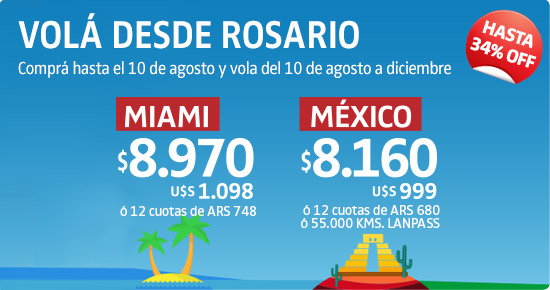 VOLÁ DESDE ROSARIO
HASTA
34% OFF
Comprá hasta el 10 de agosto y vola del 10 de agosto a diciembre
MIAMI
$8.970
U$S 1.098
ó 12 cuotas de ARS 748
MÉXICO
$8.160
U$S 999
ó 12 cuotas de ARS 680
ó 55.000 KMS. LANPASS